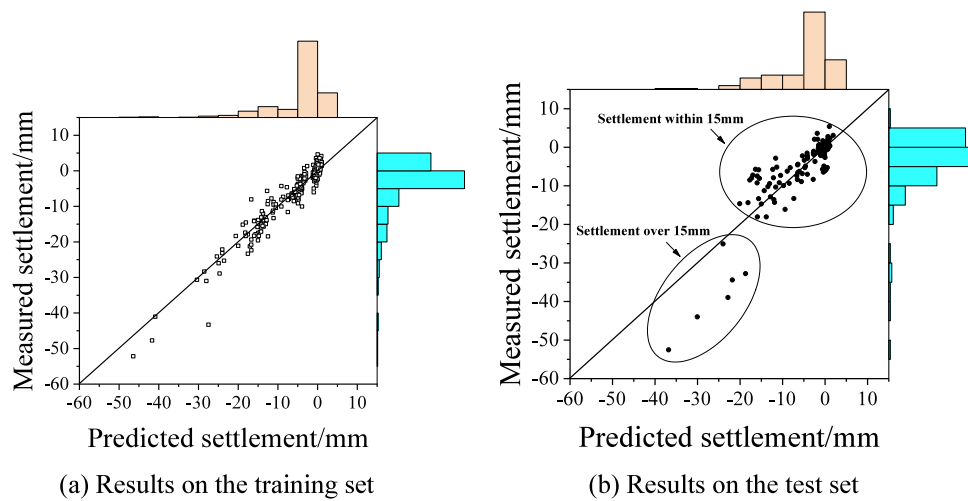 10
0
-10
-20
-30
-40
-50
-60
-60 -50 -40 -30 -20 -10 0 10
Measured settlement/mm
Predicted settlement/mm
(a) Results on the training set
10
0
-10
-20
-30
-40
-50
-60
-60 -50 -40 -30 -20 -10 0 10
Measured settlement/mm
Settlement within 15mm
Settlement over 15mm
Predicted settlement/mm
(b) Results on the test set